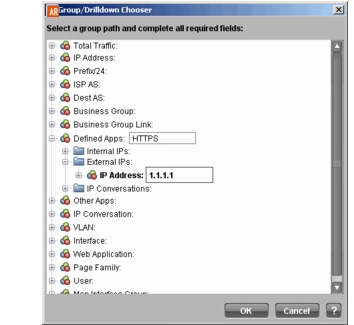 AR Group/Drilldown Chooser
Select a group path and complete all required fields:
Total Traffic:
IP Address:
Prefix/24:
ISP AS:
Dest AS:
Business Group:
Business Group Link:
Defined Apps: HTTPS
Internal IPs:
External IPs:
IP Address: 1.1.1.1
IP Conversations:
Other Apps:
IP Conversation:
VLAN:
Interface:
Web Application:
Page Family:
User:
OK Cancel ?